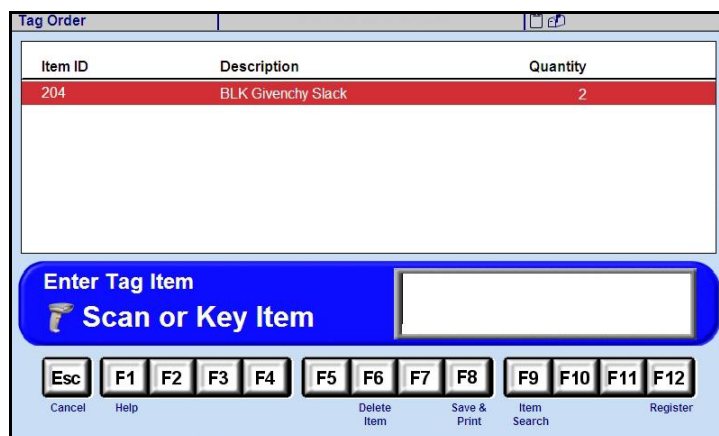 Tag Order
Item ID Description Quantity
204 BLK Givenchy Slack 2
Enter Tag Item
Scan or Key Item
Esc F1 F2 F3 F4 F5 F6 F7 F8 F9 F10 F11 F12
Cancel Help Delete Save & Item Register
Item Print Search